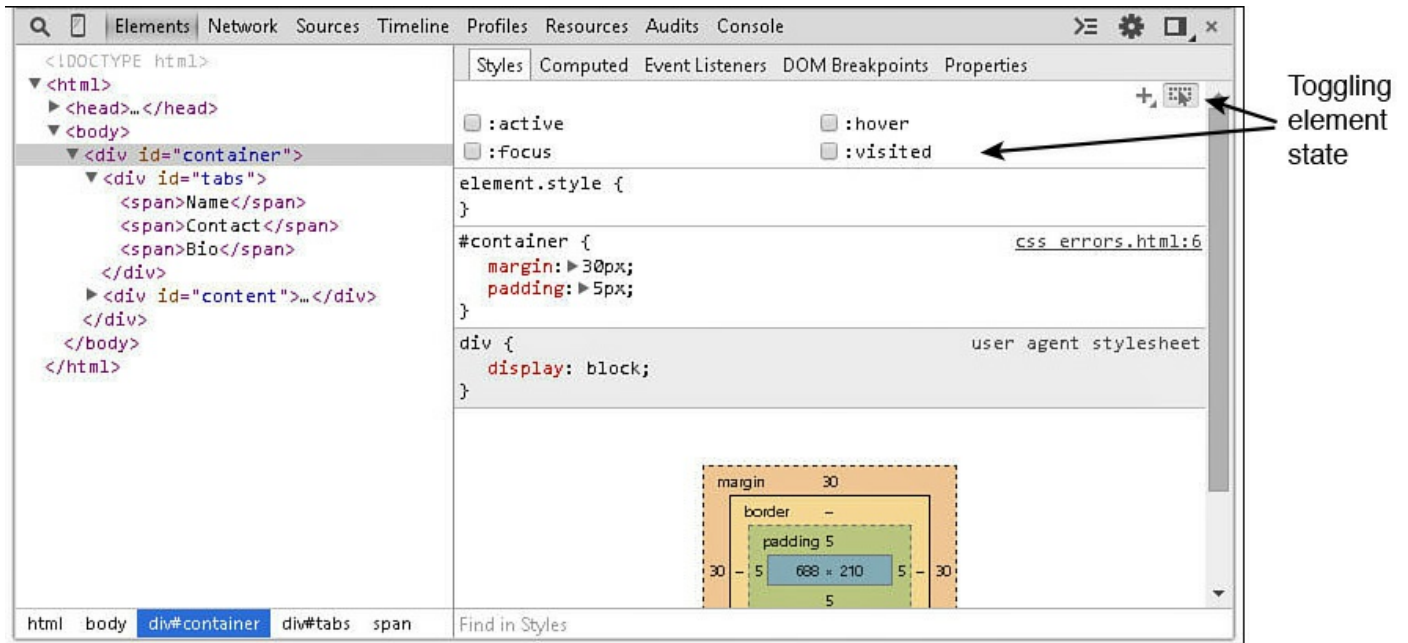 Elements Network Sources Timeline Profiles Resources Audits Console
<!DOCTYPE html>
▼<html>
▶<head>…</head>
▼<body>
▼<div id="container">
▼<div id="tabs">
<span>Name</span>
<span>Contact</span>
<span>Bio</span>
</div>
▶<div id="content">…</div>
</div>
</body>
</html>
html body div#container div#tabs span
Styles Computed Event Listeners DOM Breakpoints Properties
:active :hover
:focus :visited
element.style {
}
#container { css errors.html:6
margin:▶30px;
padding:▶5px;
}
div { user agent stylesheet
display: block;
}
margin 30
border –
padding 5
30 – 5 688 × 210 5 – 30
5
Find in Styles
Toggling
element
state